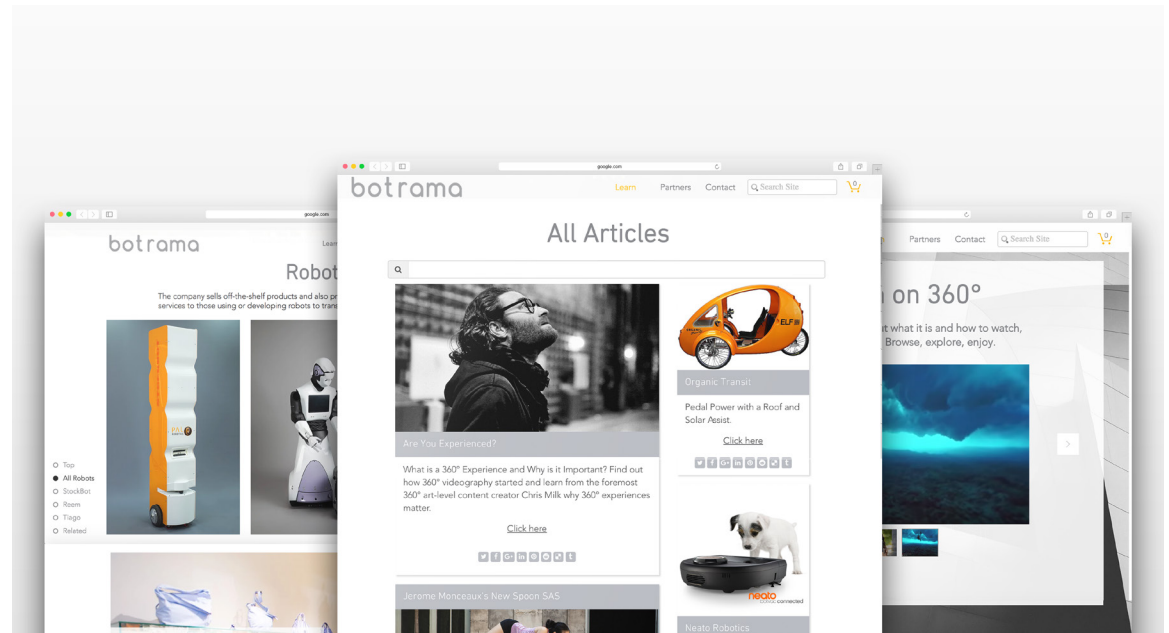 google.com
botrama
Learn
Partners
Contact
Search Site
0
All Articles
ELF
Are You Experienced?
What is a 360° Experience and Why is it Important? Find out
how 360° videography started and learn from the foremost
360° art-level content creator Chris Milk why 360° experiences
matter.
Click here
Jerome Monceaux's New Spoon SAS
Organic Transit
Pedal Power with a Roof and
Solar Assist.
Click here
neato
connected
Neato Robotics
google.com
botrama
Robot
The company sells off-the-shelf products and also
services to those using or developing robots to
Top
All Robots
StockBot
Reem
Tiago
Related
Partners
Contact
Search Site
0
on 360°
what it is and how to watch,
Browse, explore, enjoy.